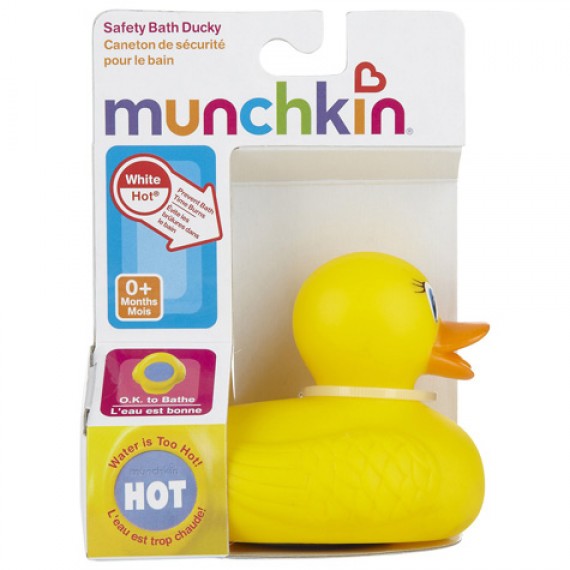 Safety Bath Ducky
Caneton de sécurité
pour le bain
munchkin®
White
Hot®
Prevent Bath
Time Burns
Évite les
brûlures dans
le bain
0+
Months
Mois
O.K. to Bathe
L'eau est bonne
Water is Too Hot!
munchkin
HOT
L'eau est trop chaude!